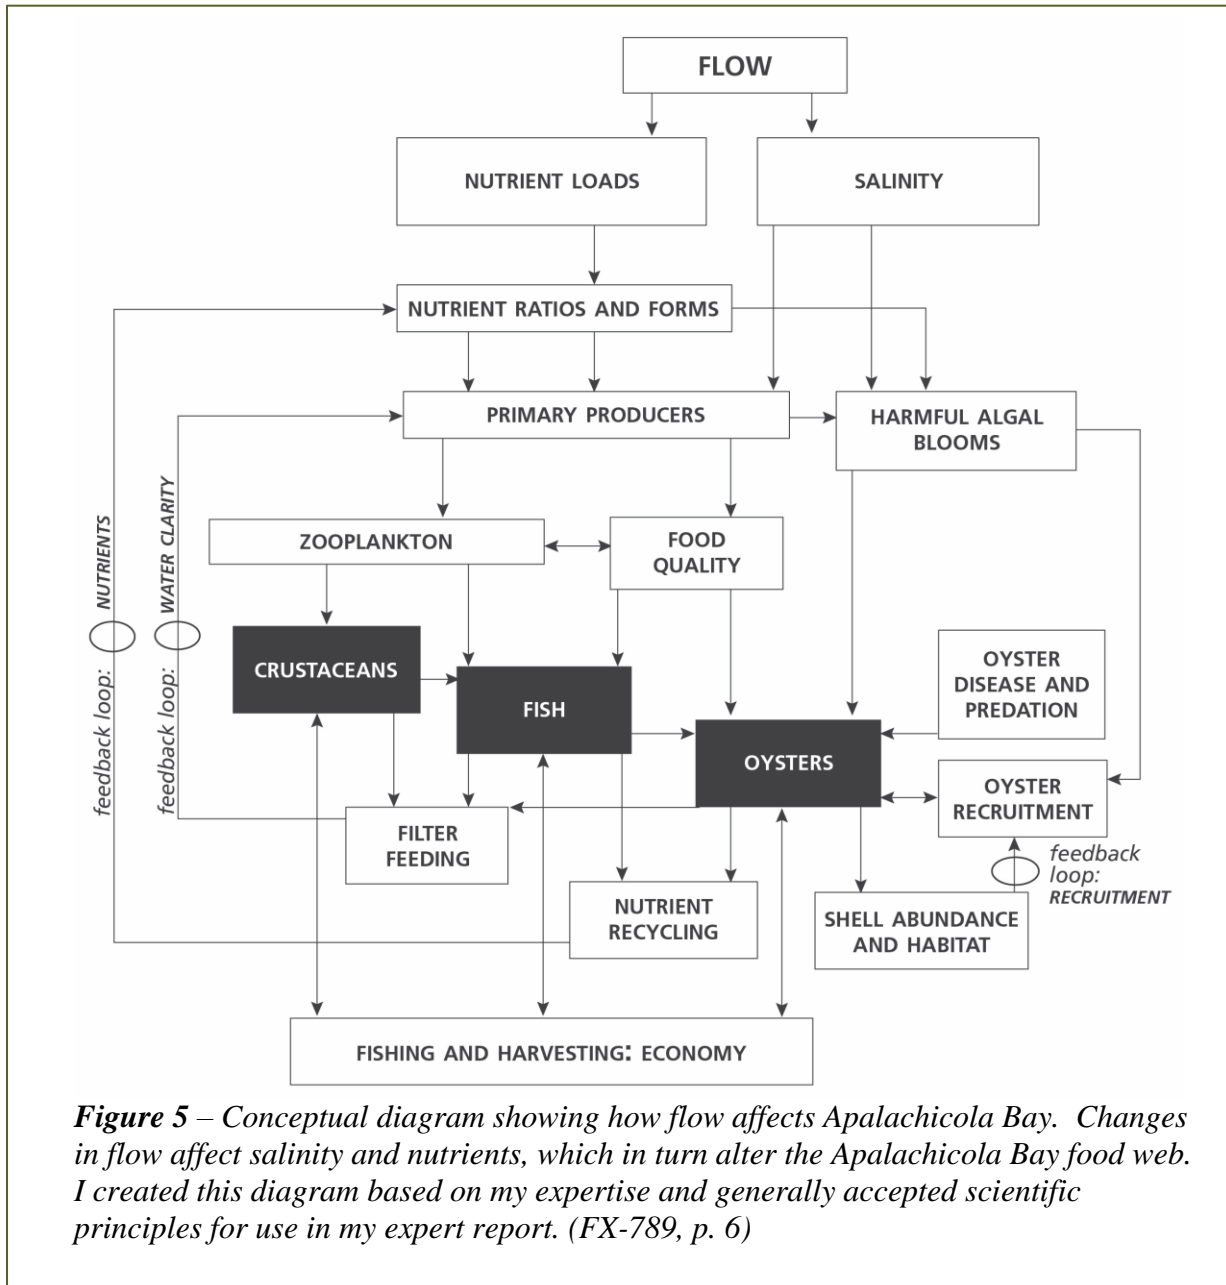 FLOW
NUTRIENT LOADS
SALINITY
NUTRIENT RATIOS AND FORMS
PRIMARY PRODUCERS
HARMFUL ALGAL
BLOOMS
feedback loop: NUTRIENTS
feedback loop: WATER CLARITY
ZOOPLANKTON
FOOD
QUALITY
CRUSTACEANS
FISH
OYSTERS
OYSTER
DISEASE AND
PREDATION
OYSTER
RECRUITMENT
feedback
loop:
RECRUITMENT
FILTER
FEEDING
NUTRIENT
RECYCLING
SHELL ABUNDANCE
AND HABITAT
FISHING AND HARVESTING: ECONOMY
Figure 5 – Conceptual diagram showing how flow affects Apalachicola Bay. Changes
in flow affect salinity and nutrients, which in turn alter the Apalachicola Bay food web.
I created this diagram based on my expertise and generally accepted scientific
principles for use in my expert report. (FX-789, p. 6)